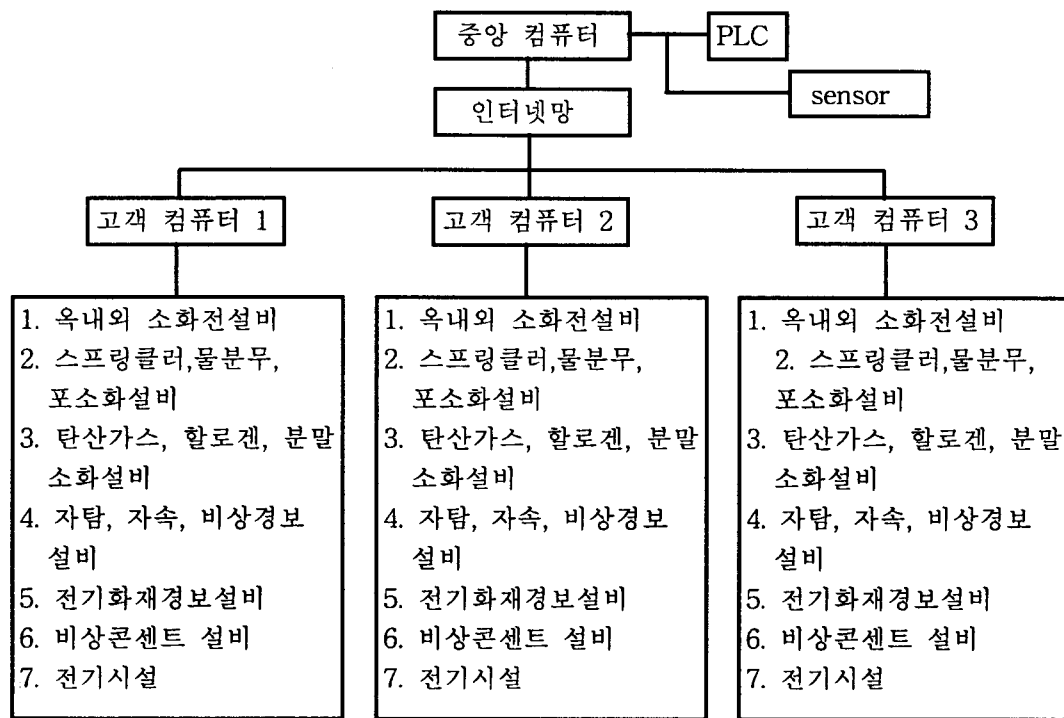 중앙 컴퓨터
PLC
sensor
인터넷망
고객 컴퓨터 1
고객 컴퓨터 2
고객 컴퓨터 3
1. 옥내외 소화전설비
2. 스프링클러,물분무,
포소화설비
3. 탄산가스, 할로겐, 분말
소화설비
4. 자탐, 자속, 비상경보
설비
5. 전기화재경보설비
6. 비상콘센트 설비
7. 전기시설
1. 옥내외 소화전설비
2. 스프링클러,물분무,
포소화설비
3. 탄산가스, 할로겐, 분말
소화설비
4. 자탐, 자속, 비상경보
설비
5. 전기화재경보설비
6. 비상콘센트 설비
7. 전기시설
1. 옥내외 소화전설비
2. 스프링클러,물분무,
포소화설비
3. 탄산가스, 할로겐, 분말
소화설비
4. 자탐, 자속, 비상경보
설비
5. 전기화재경보설비
6. 비상콘센트 설비
7. 전기시설